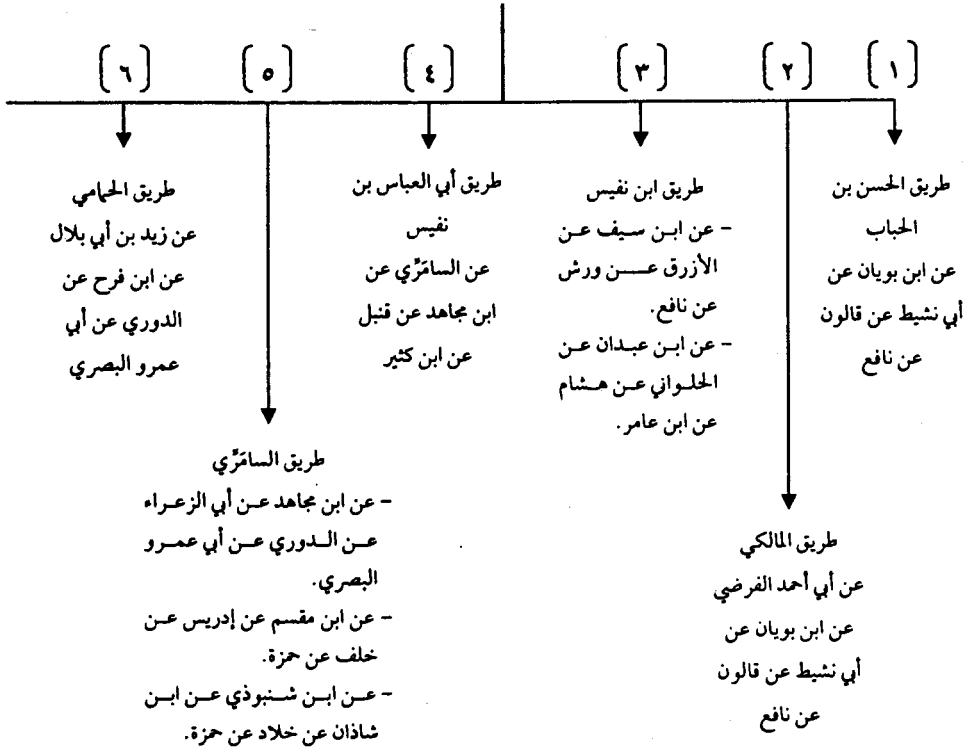 (١)
طريق الحسن بن
الحباب
عن ابن بويان عن
أبي نشيط عن قالون
عن نافع
(٢)
طريق المالكي
عن أبي أحمد الفرضي
عن ابن بويان عن
أبي نشيط عن قالون
عن نافع
(٣)
طريق ابن نفيس
– عن ابن سيف عن
الأزرق عن ورش
عن نافع.
– عن ابن عبدان عن
الحلواني عن هشام
عن ابن عامر.
(٤)
طريق أبي العباس بن
نفيس
عن السامَرِّي عن
ابن مجاهد عن قنبل
عن ابن كثير
(٥)
طريق السامَرِّي
– عن ابن مجاهد عن أبي الزعراء
عن الدوري عن أبي عمرو
البصري.
– عن ابن مقسم عن إدريس عن
خلف عن حمزة.
– عن ابن شنبوذي عن ابن
شاذان عن خلاد عن حمزة.
(٦)
طريق الحمامي
عن زيد بن أبي بلال
عن ابن فرح عن
الدوري عن أبي
عمرو البصري